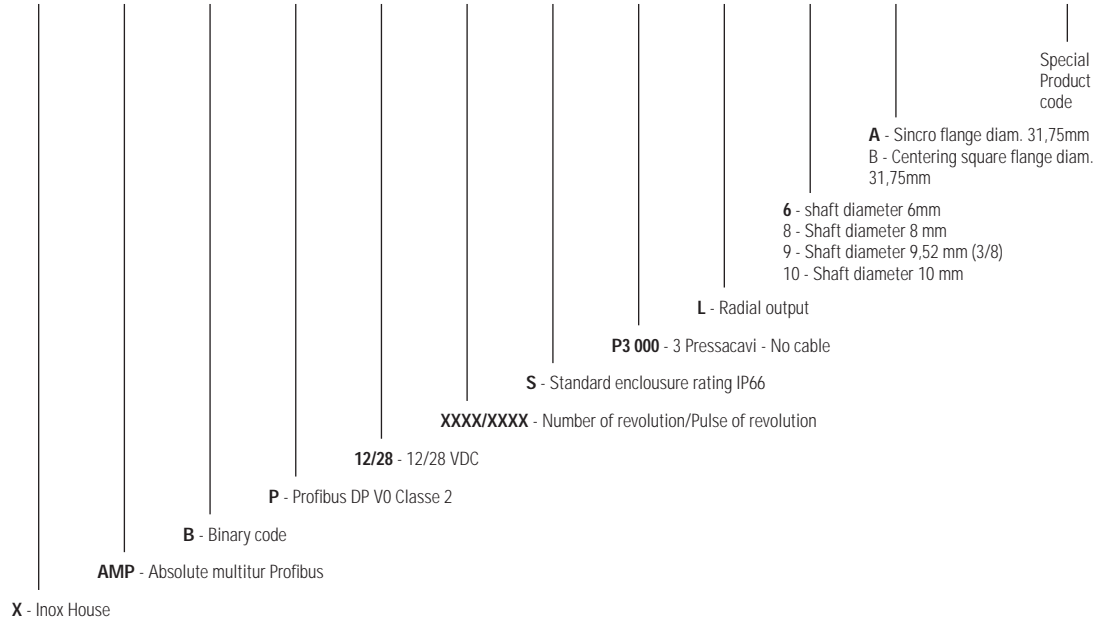 Special
Product
code
A - Sincro flange diam. 31,75mm
B - Centering square flange diam.
31,75mm
6 - shaft diameter 6mm
8 - Shaft diameter 8 mm
9 - Shaft diameter 9,52 mm (3/8)
10 - Shaft diameter 10 mm
L - Radial output
P3 000 - 3 Pressacavi - No cable
S - Standard enclousure rating IP66
XXXX/XXXX - Number of revolution/Pulse of revolution
12/28 - 12/28 VDC
P - Profibus DP V0 Classe 2
B - Binary code
AMP - Absolute multitur Profibus
X - Inox House